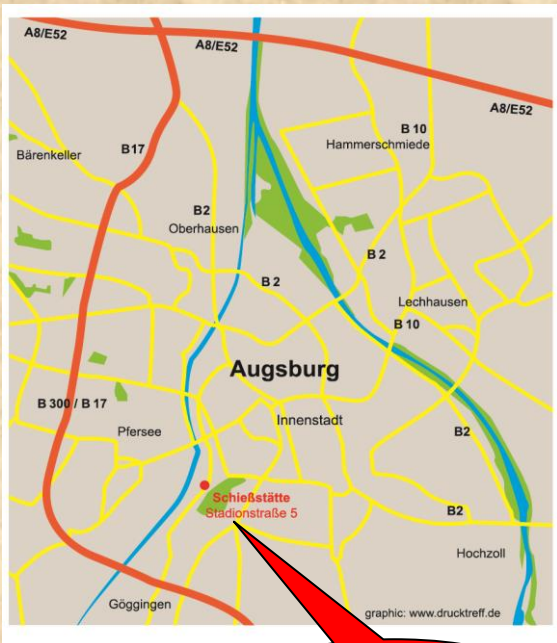 A8/E52
A8/E52
A8/E52
B 10
Hammerschmiede
Bärenkeller
B17
B2
Oberhausen
B 2
B 2
Lechhausen
B 10
Augsburg
B 300 / B 17
Pfersee
Innenstadt
B2
Schießstätte
Stadionstraße 5
B2
Hochzoll
Göggingen
graphic: www.drucktreff.de